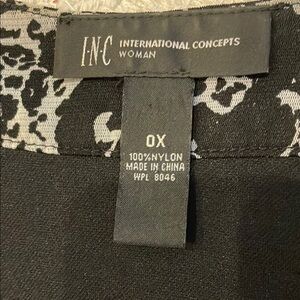 I·N·C INTERNATIONAL CONCEPTS
WOMAN
0X
100%NYLON
MADE IN CHINA
WPL 8046